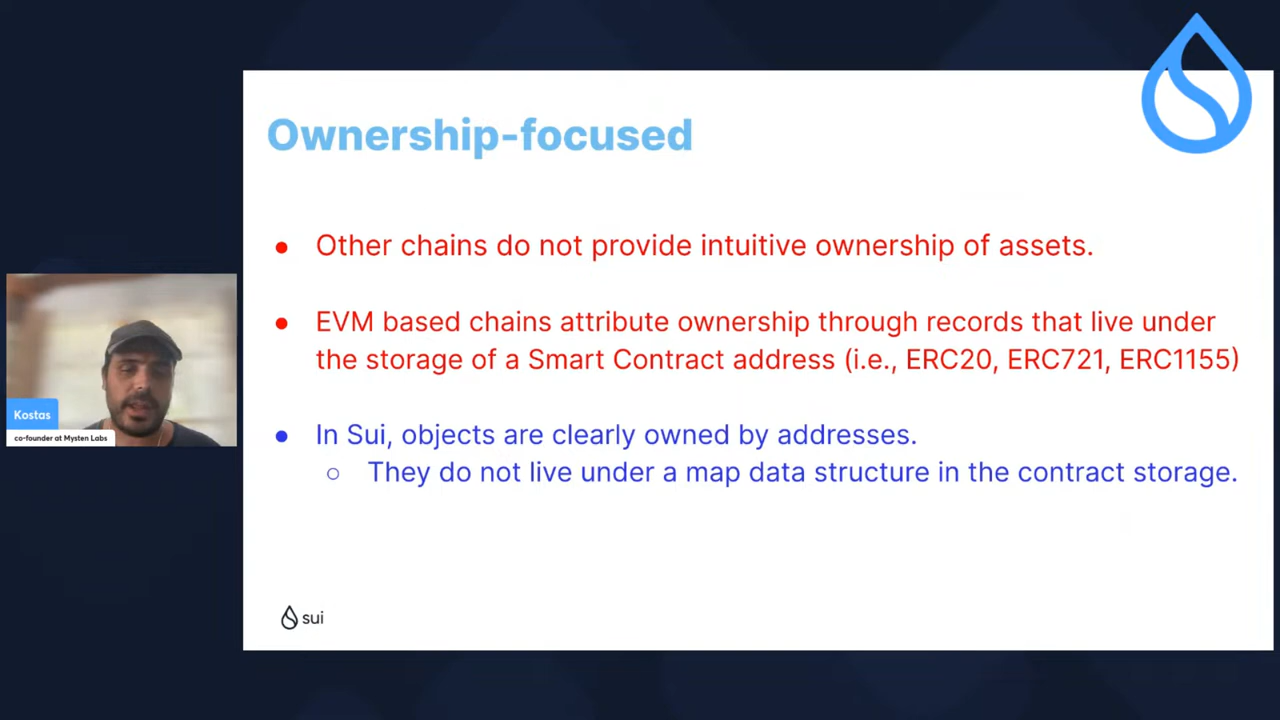 Ownership-focused
● Other chains do not provide intuitive ownership of assets.
● EVM based chains attribute ownership through records that live under
the storage of a Smart Contract address (i.e., ERC20, ERC721, ERC1155)
● In Sui, objects are clearly owned by addresses.
○ They do not live under a map data structure in the contract storage.
Kostas
co-founder at Mysten Labs
sui